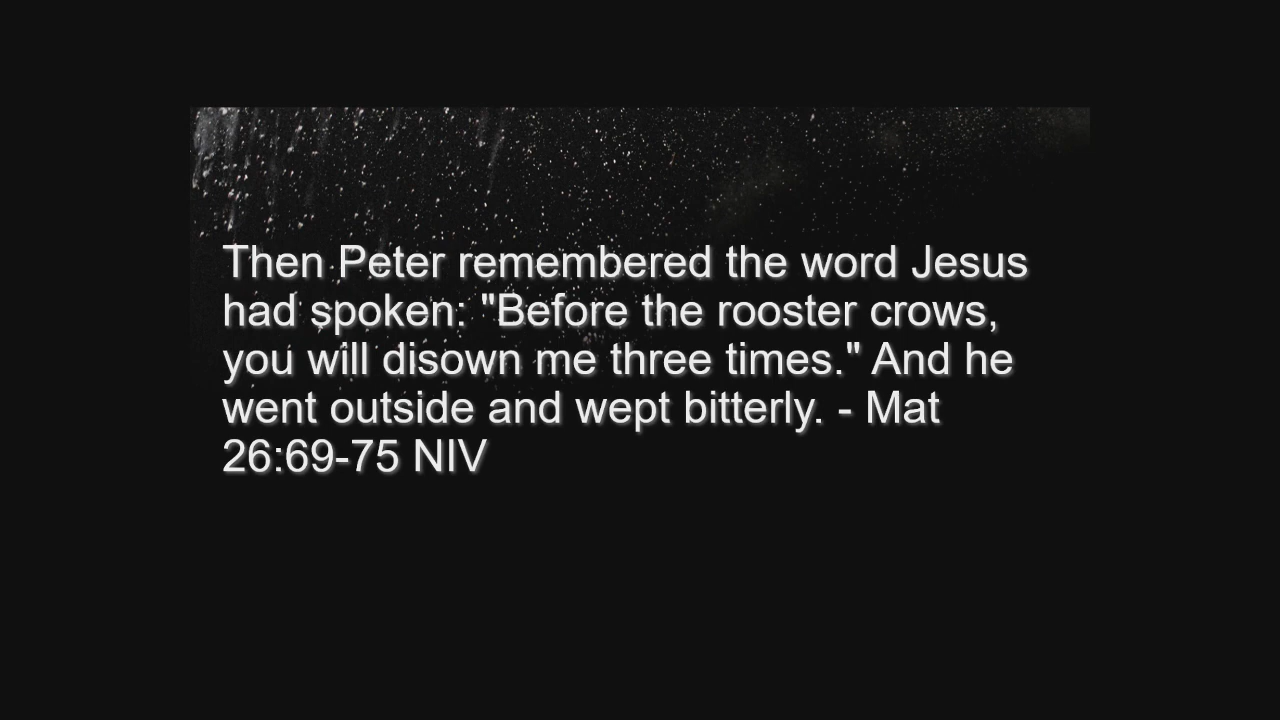 Then Peter remembered the word Jesus
had spoken: "Before the rooster crows,
you will disown me three times." And he
went outside and wept bitterly. - Mat
26:69-75 NIV